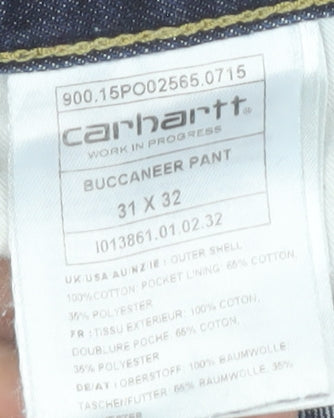 900.15PO02565.0715
carhartt
WORK IN PROGRESS
BUCCANEER PANT
31 X 32
I013861.01.02.32
UK USA AU/NZ IE : OUTER SHELL
100% COTTON. POCKET LINING: 65% COTTON,
35% POLYESTER
FR : TISSU EXTERIEUR: 100% COTON,
DOUBLURE POCHE: 65% COTON,
35% POLYESTER
DE/AT : OBERSTOFF: 100% BAUMWOLLE
TASCHENFUTTER: 65% BAUMWOLLE, 35%
POLYESTER